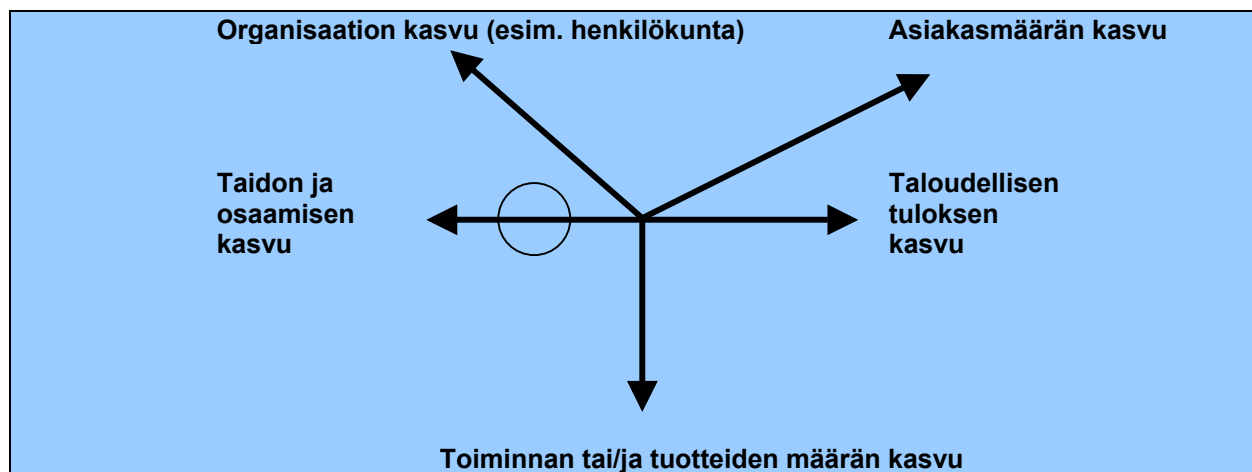 Organisaation kasvu (esim. henkilökunta)
Asiakasmäärän kasvu
Taidon ja
osaamisen
kasvu
Taloudellisen
tuloksen
kasvu
Toiminnan tai/ja tuotteiden määrän kasvu